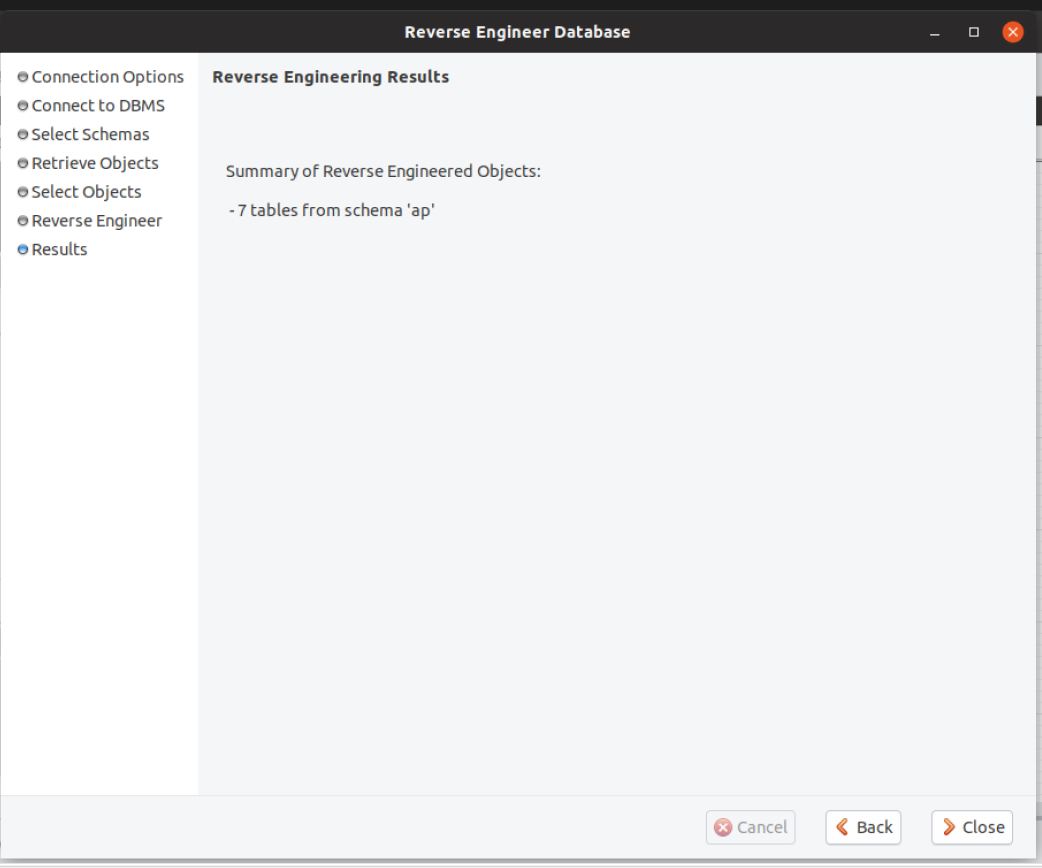 Reverse Engineer Database
Connection Options
Connect to DBMS
Select Schemas
Retrieve Objects
Select Objects
Reverse Engineer
Results
Reverse Engineering Results
Summary of Reverse Engineered Objects:
- 7 tables from schema 'ap'
Cancel
Back
Close